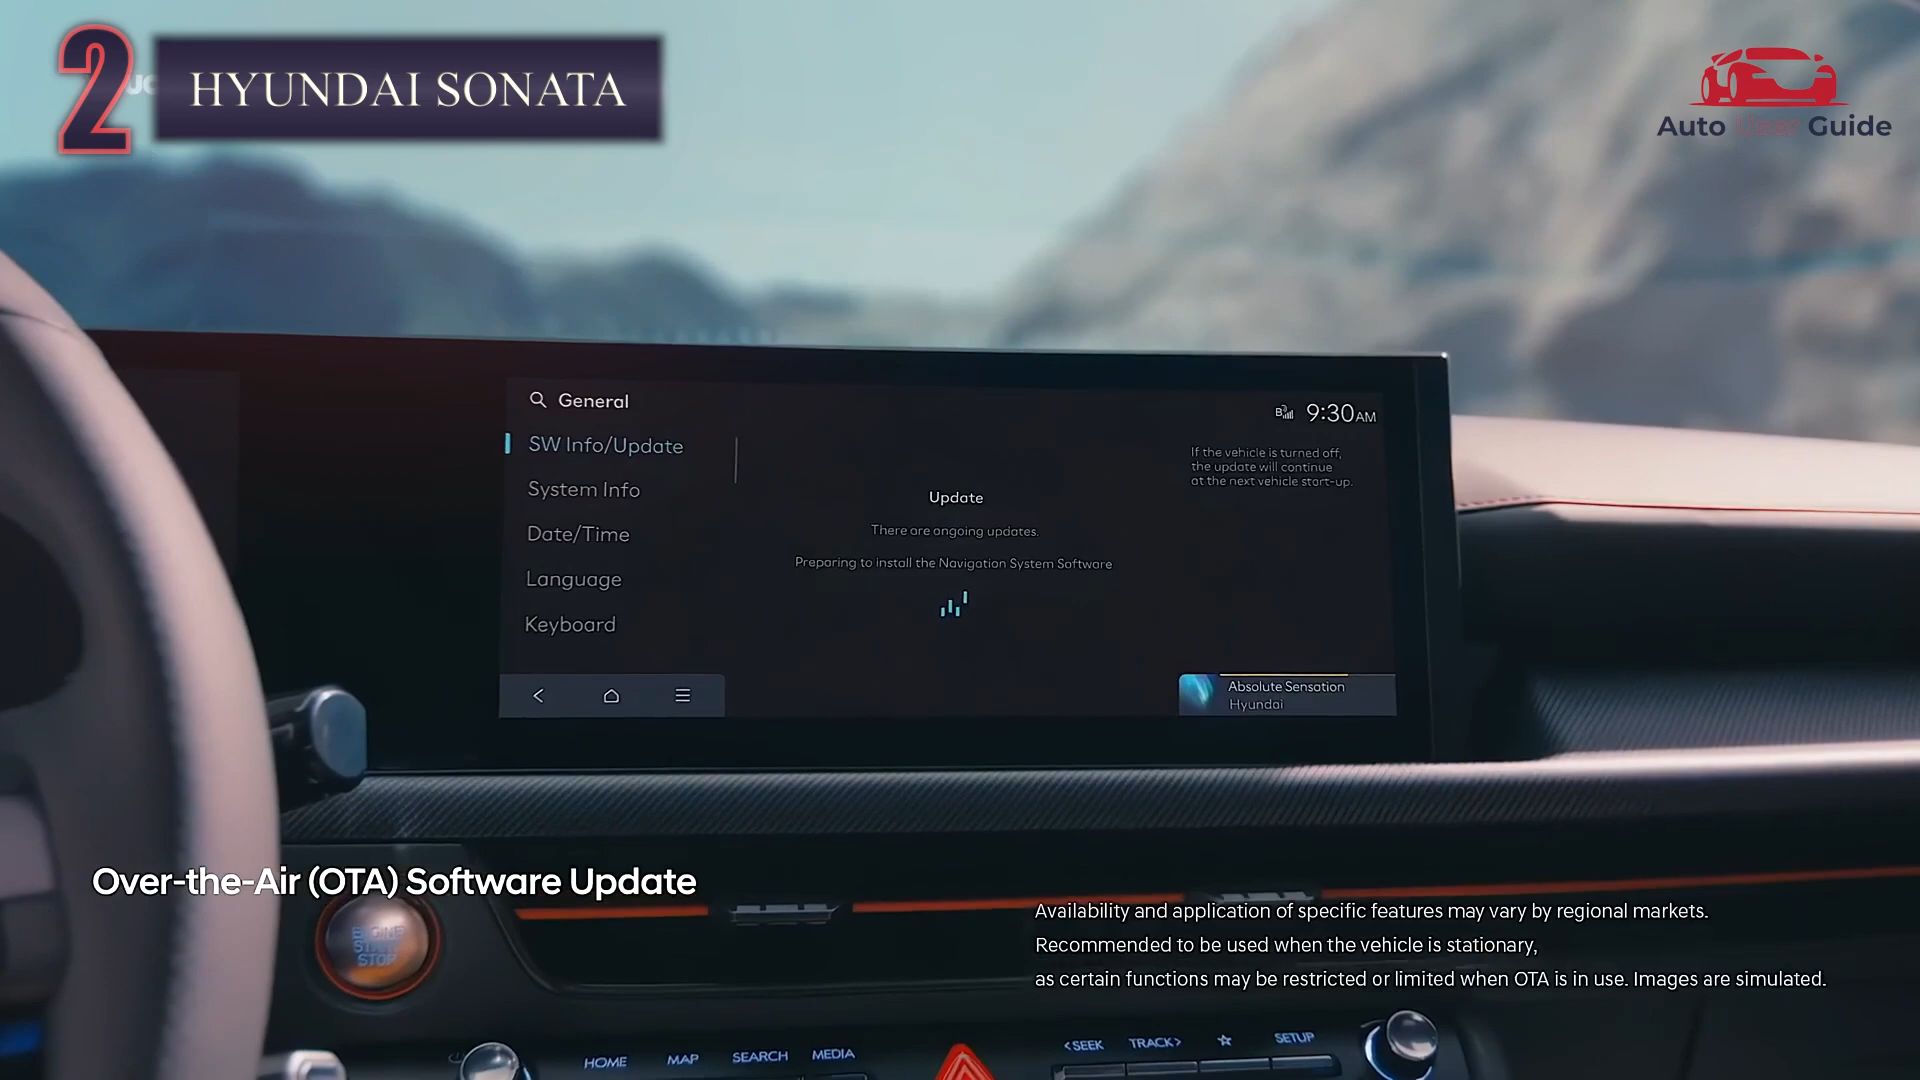 2
HYUNDAI SONATA
Auto User Guide
General
SW Info/Update
System Info
Date/Time
Language
Keyboard
9:30AM
If the vehicle is turned off,
the update will continue
at the next vehicle start-up.
Update
There are ongoing updates.
Preparing to install the Navigation System Software
Absolute Sensation
Hyundai
Over-the-Air (OTA) Software Update
ENGINE
START
STOP
Availability and application of specific features may vary by regional markets.
Recommended to be used when the vehicle is stationary,
as certain functions may be restricted or limited when OTA is in use. Images are simulated.
HOME MAP SEARCH MEDIA
<SEEK TRACK> ☆ SETUP